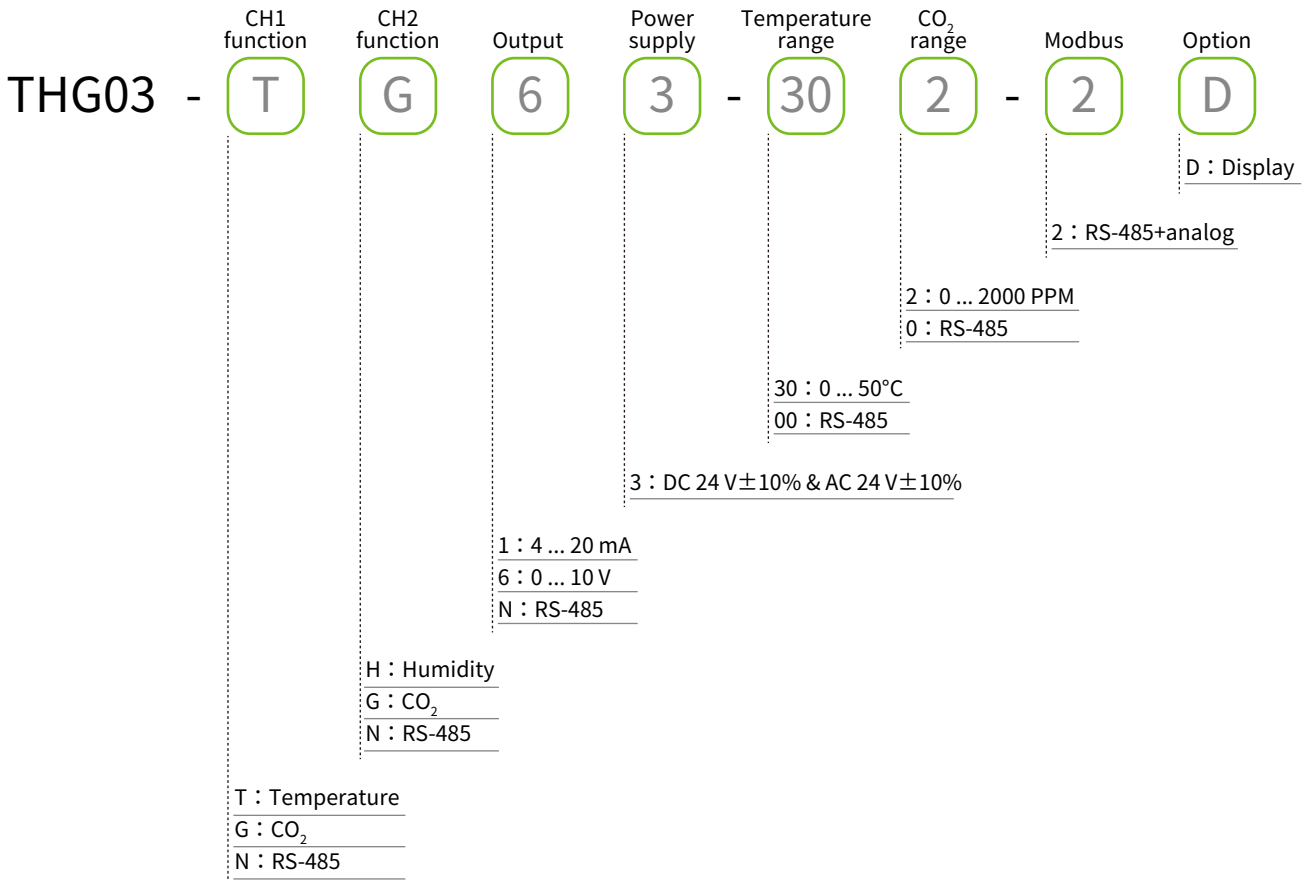 CH1 function
CH2 function
Output
Power supply
Temperature range
CO₂ range
Modbus
Option
THG03 - T G 6 3 - 30 2 - 2 D
D：Display
2：RS-485+analog
2：0 ... 2000 PPM
0：RS-485
30：0 ... 50°C
00：RS-485
3：DC 24 V±10% & AC 24 V±10%
1：4 ... 20 mA
6：0 ... 10 V
N：RS-485
H：Humidity
G：CO₂
N：RS-485
T：Temperature
G：CO₂
N：RS-485